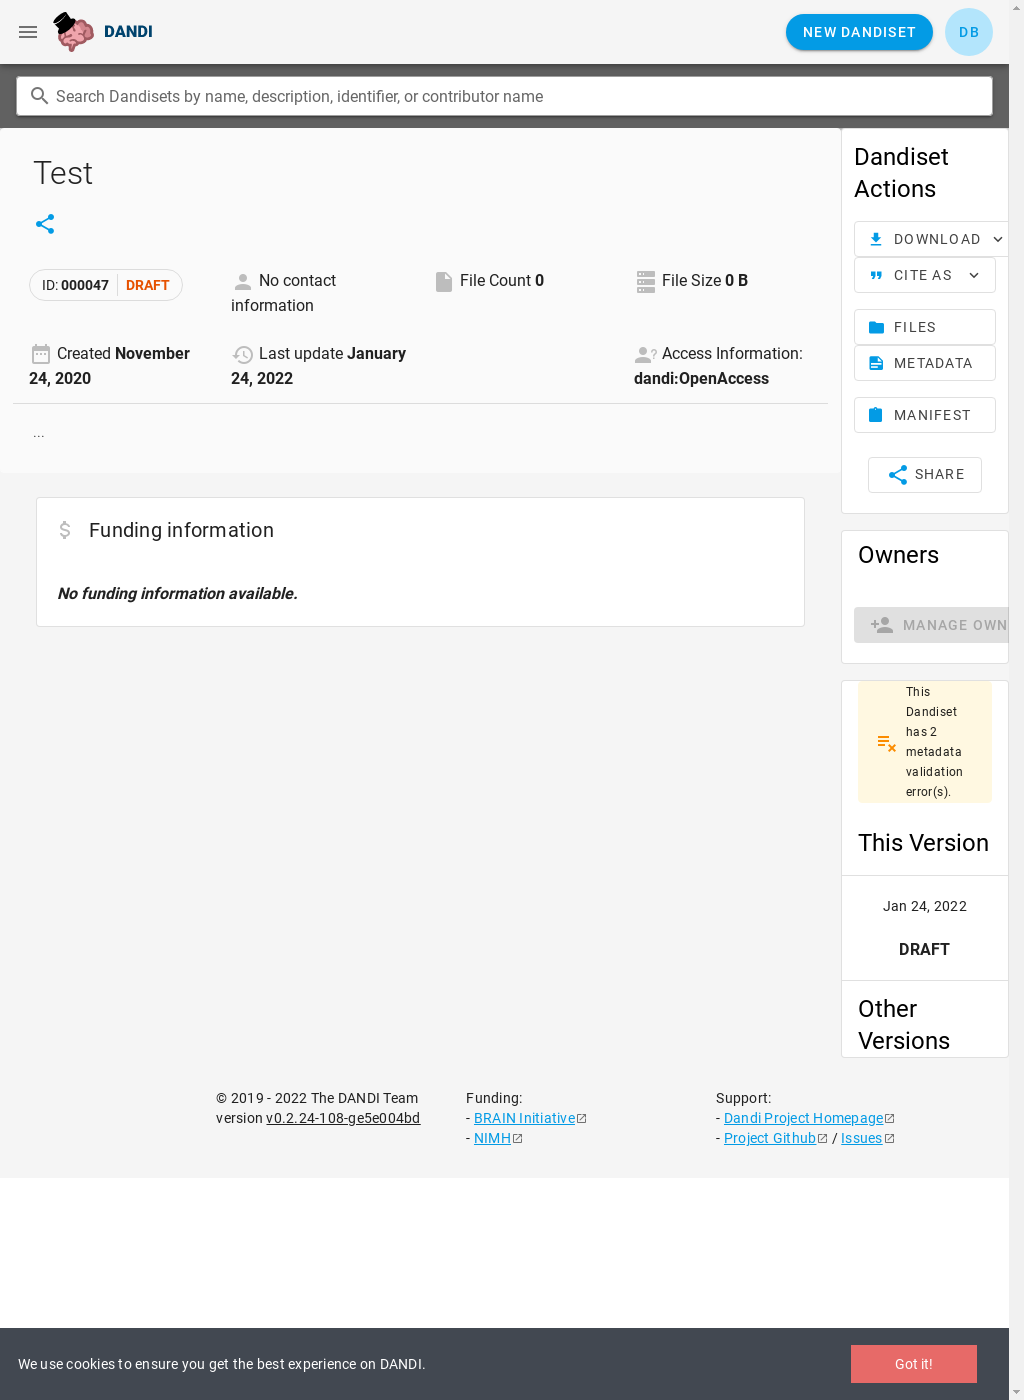 DANDI
NEW DANDISET
DB
Search Dandisets by name, description, identifier, or contributor name
Test
ID: 000047 DRAFT
No contact
information
File Count 0
File Size 0 B
Created November
24, 2020
Last update January
24, 2022
Access Information:
dandi:OpenAccess
...
Funding information
No funding information available.
Dandiset
Actions
DOWNLOAD
CITE AS
FILES
METADATA
MANIFEST
SHARE
Owners
MANAGE OWN
This
Dandiset
has 2
metadata
validation
error(s).
This Version
Jan 24, 2022
DRAFT
Other
Versions
© 2019 - 2022 The DANDI Team
version v0.2.24-108-ge5e004bd
Funding:
- BRAIN Initiative
- NIMH
Support:
- Dandi Project Homepage
- Project Github / Issues
We use cookies to ensure you get the best experience on DANDI.
Got it!